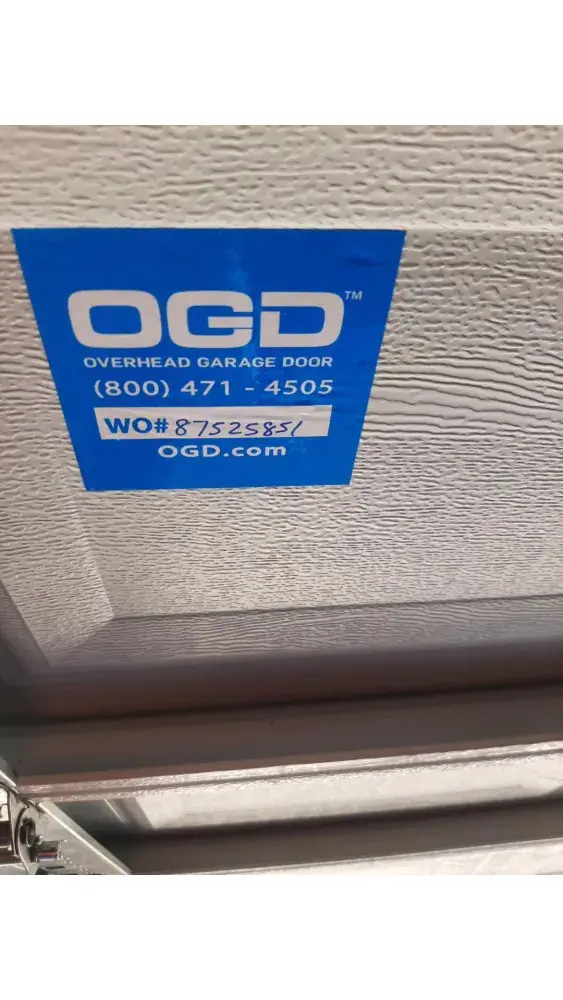 OGD™
OVERHEAD GARAGE DOOR
(800) 471 - 4505
WO# 87525851
OGD.com